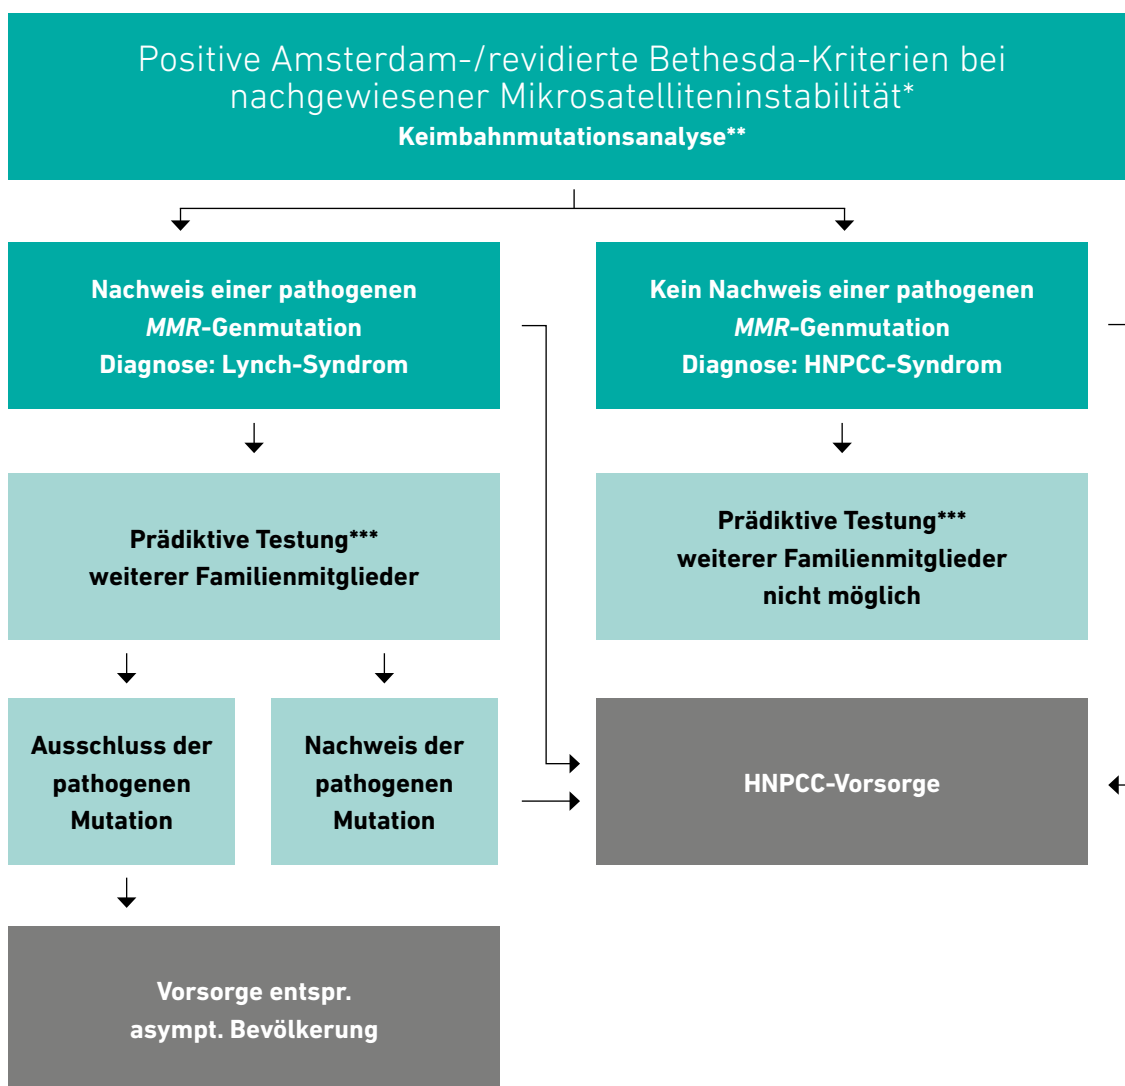 Positive Amsterdam-/revidierte Bethesda-Kriterien bei
nachgewiesener Mikrosatelliteninstabilität*
Keimbahnmutationsanalyse**
Nachweis einer pathogenen
MMR-Genmutation
Diagnose: Lynch-Syndrom
Kein Nachweis einer pathogenen
MMR-Genmutation
Diagnose: HNPCC-Syndrom
Prädiktive Testung***
weiterer Familienmitglieder
Prädiktive Testung***
weiterer Familienmitglieder
nicht möglich
Ausschluss der
pathogenen
Mutation
Nachweis der
pathogenen
Mutation
HNPCC-Vorsorge
Vorsorge entspr.
asympt. Bevölkerung